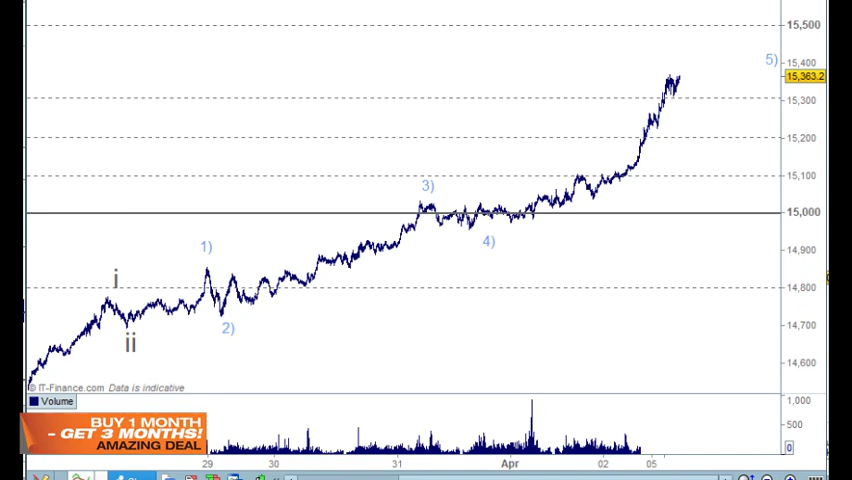 15,500
15,400
5)
15,363.2
15,300
15,200
15,100
3)
15,000
4)
1)
14,900
i
14,800
2)
14,700
ii
14,600
© IT-Finance.com Data is indicative
Volume
1,000
500
0
BUY 1 MONTH
- GET 3 MONTHS!
AMAZING DEAL
29 30 31 Apr 02 05